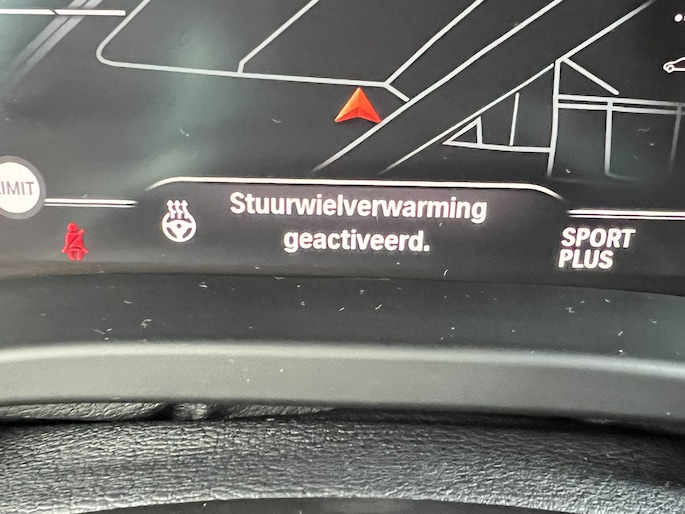 LIMIT
Stuurwielverwarming
geactiveerd.
SPORT
PLUS